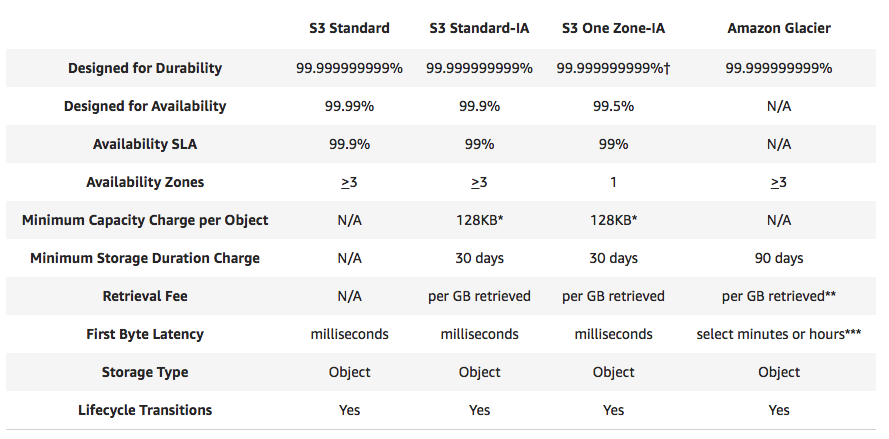 S3 Standard S3 Standard-IA S3 One Zone-IA Amazon Glacier
Designed for Durability 99.999999999% 99.999999999% 99.999999999%† 99.999999999%
Designed for Availability 99.99% 99.9% 99.5% N/A
Availability SLA 99.9% 99% 99% N/A
Availability Zones ≥3 ≥3 1 ≥3
Minimum Capacity Charge per Object N/A 128KB* 128KB* N/A
Minimum Storage Duration Charge N/A 30 days 30 days 90 days
Retrieval Fee N/A per GB retrieved per GB retrieved per GB retrieved**
First Byte Latency milliseconds milliseconds milliseconds select minutes or hours***
Storage Type Object Object Object Object
Lifecycle Transitions Yes Yes Yes Yes